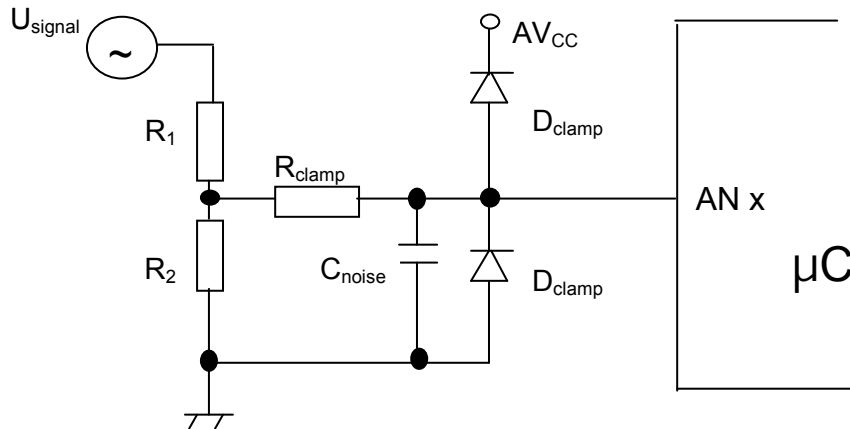 U_signal
~
AV_CC
R_1
D_clamp
R_clamp
AN x
R_2
C_noise
D_clamp
µC